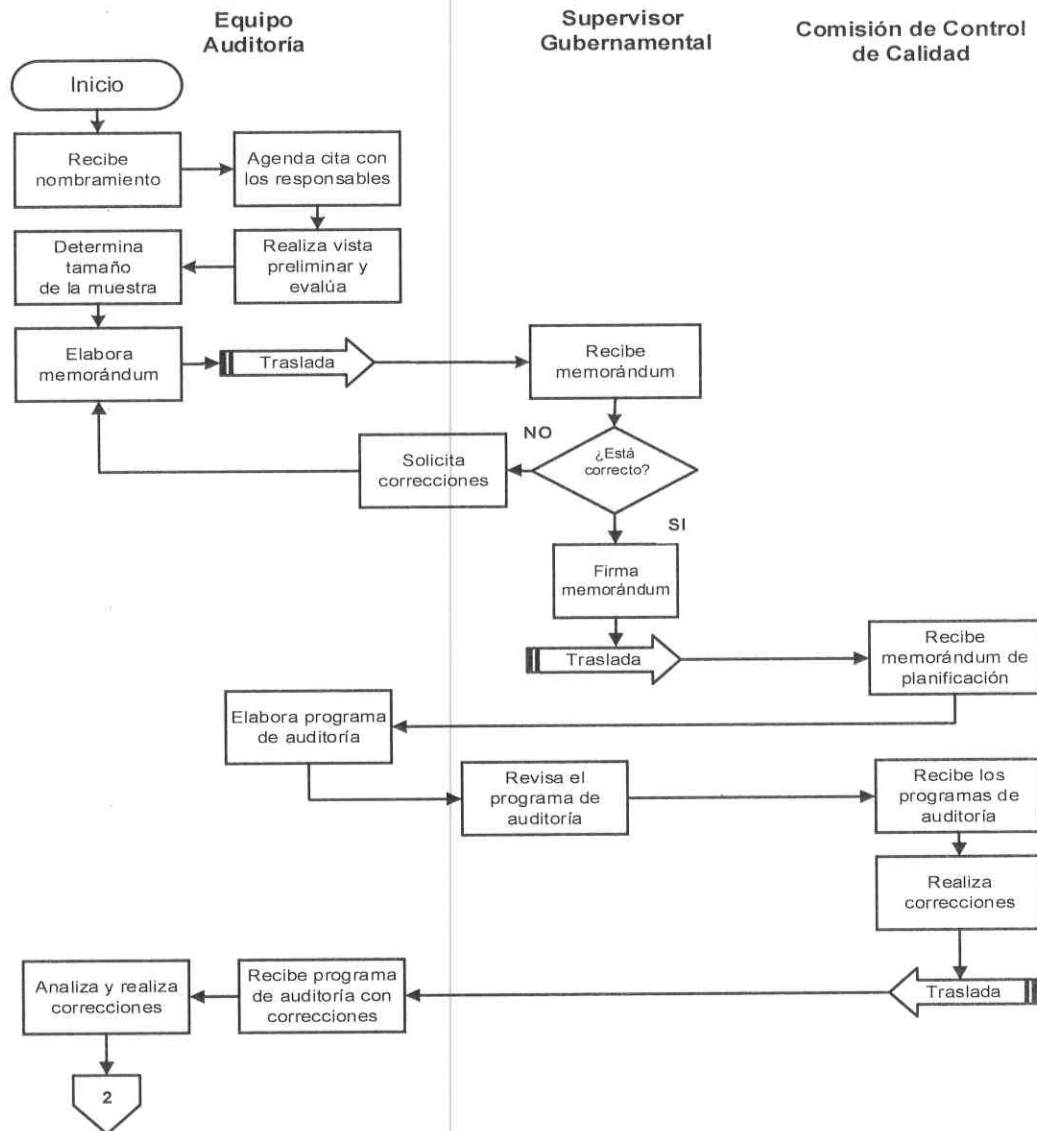 Equipo
Auditoría
Supervisor
Gubernamental
Comisión de Control
de Calidad
Inicio
Recibe
nombramiento
Agenda cita con
los responsables
Determina
tamaño
de la muestra
Realiza vista
preliminar y
evalúa
Elabora
memorándum
Traslada
Recibe
memorándum
NO
¿Está
correcto?
Solicita
correcciones
SI
Firma
memorándum
Traslada
Recibe
memorándum de
planificación
Elabora programa
de auditoría
Revisa el
programa de
auditoría
Recibe los
programas de
auditoría
Realiza
correcciones
Traslada
Recibe programa
de auditoría con
correcciones
Analiza y realiza
correcciones
2